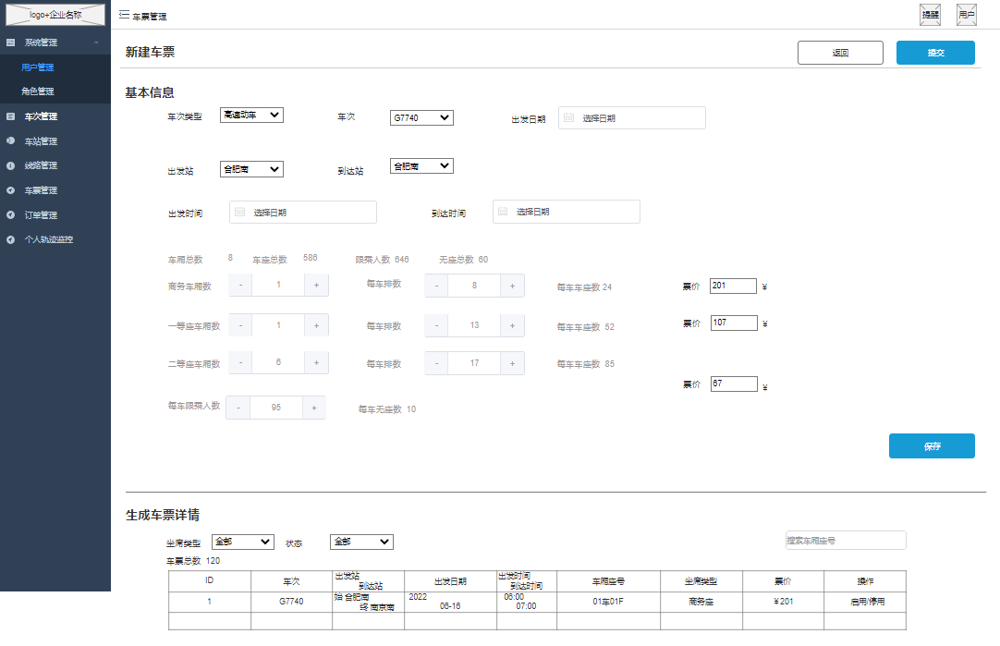 logo+企业名称
车票管理
提醒
用户
系统管理
用户管理
角色管理
车次管理
车站管理
线路管理
车票管理
订单管理
个人轨迹监控
新建车票
返回
提交
基本信息
车次类型 高速动车 车次 G7740 出发日期 选择日期
出发站 合肥南 到达站 合肥南
出发时间 选择日期 到达时间 选择日期
车厢总数 8 车座总数 586 限乘人数 646 无座总数 60
商务车厢数 - 1 + 每车排数 - 8 + 每车车座数 24 票价 201 ¥
一等座车厢数 - 1 + 每车排数 - 13 + 每车车座数 52 票价 107 ¥
二等座车厢数 - 6 + 每车排数 - 17 + 每车车座数 85
票价 67 ¥
每车限乘人数 - 95 + 每车无座数 10
保存
生成车票详情
坐席类型 全部 状态 全部 搜索车厢座号
车票总数 120
ID 车次 出发站 到达站 出发日期 出发时间 到达时间 车厢座号 坐席类型 票价 操作
1 G7740 始 合肥南 终 南京南 2022 06-16 06:00 07:00 01车01F 商务座 ¥201 启用/停用